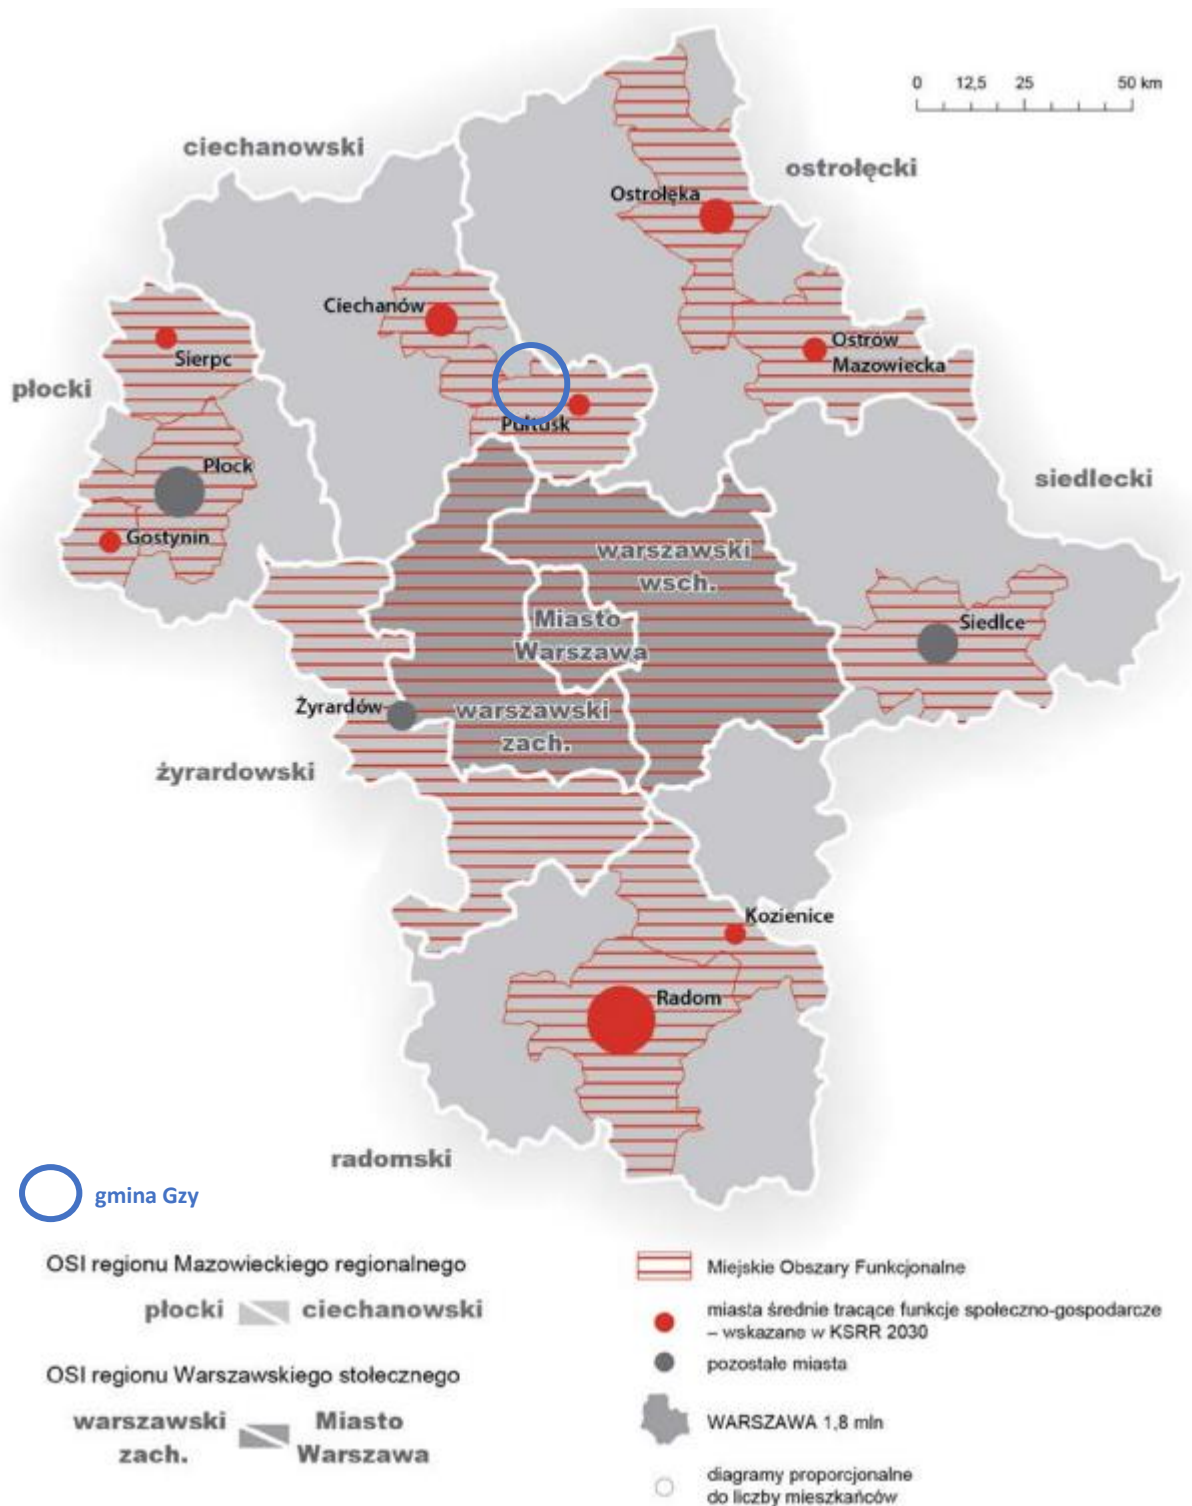 0 12,5 25 50 km
ciechanowski
ostrołęcki
Ostrołęka
Ciechanów
Sierpc
Ostrów
Mazowiecka
płocki
Pułtusk
Płock
siedlecki
Gostynin
warszawski
wsch.
Miasto
Warszawa
Siedlce
Żyrardów
warszawski
zach.
żyrardowski
Kozienice
Radom
radomski
gmina Gzy
OSI regionu Mazowieckiego regionalnego
płocki ciechanowski
OSI regionu Warszawskiego stołecznego
warszawski
zach.
Miasto
Warszawa
Miejskie Obszary Funkcjonalne
miasta średnie tracące funkcje społeczno-gospodarcze
– wskazane w KSRR 2030
pozostałe miasta
WARSZAWA 1,8 mln
diagramy proporcjonalne
do liczby mieszkańców